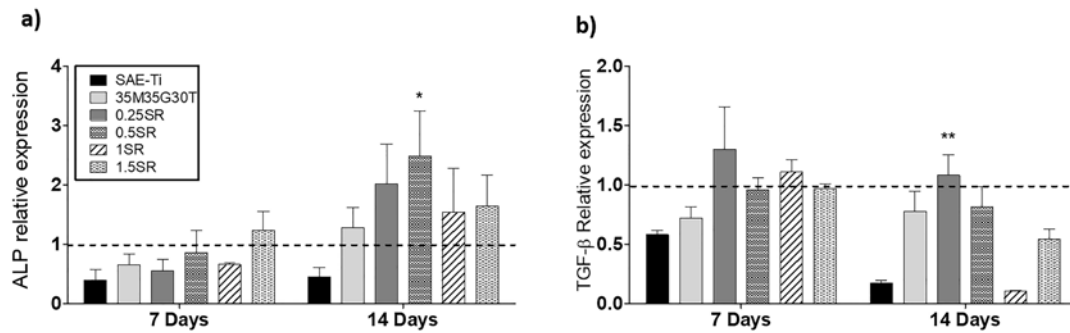 a)
ALP relative expression
4
3
2
1
0
SAE-Ti
35M35G30T
0.25SR
0.5SR
1SR
1.5SR
*
7 Days
14 Days
b)
TGF-β Relative expression
2.0
1.5
1.0
0.5
0.0
**
7 Days
14 Days